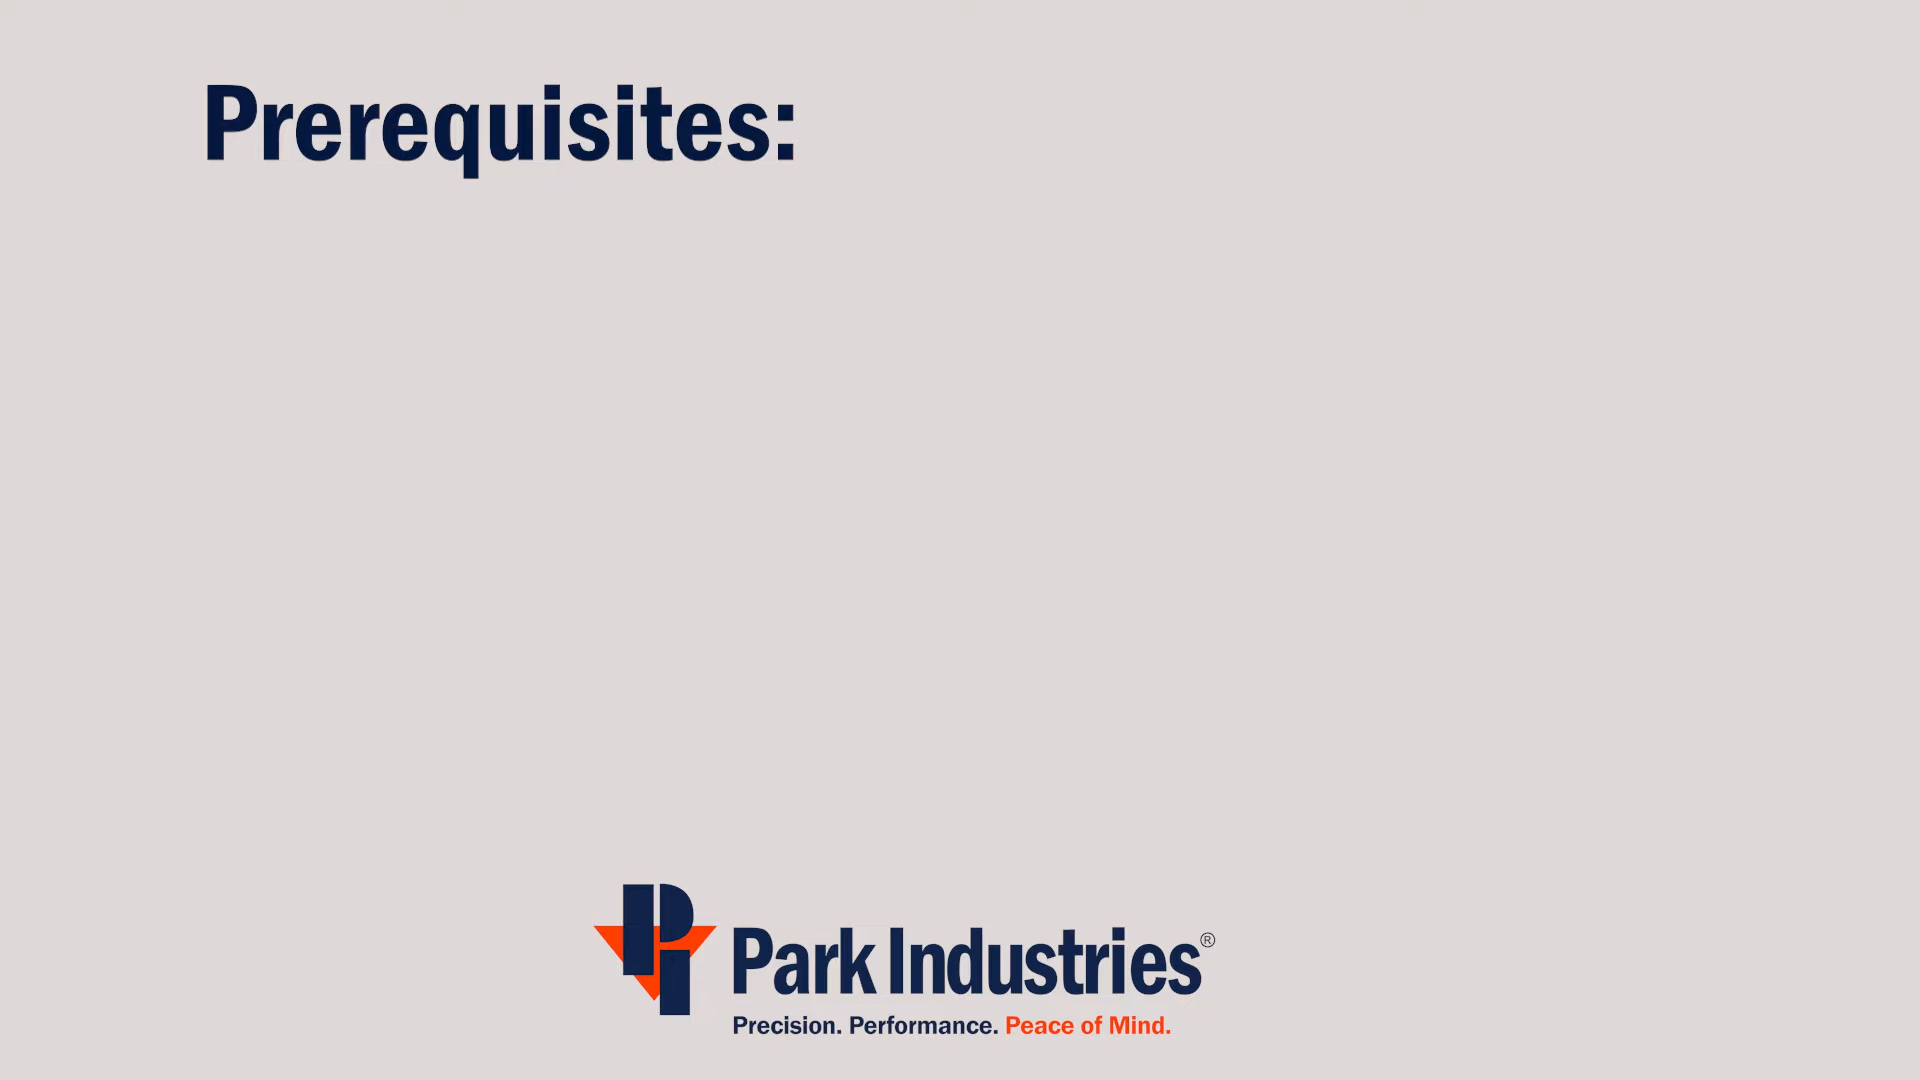 Prerequisites:
Park Industries®
Precision. Performance. Peace of Mind.